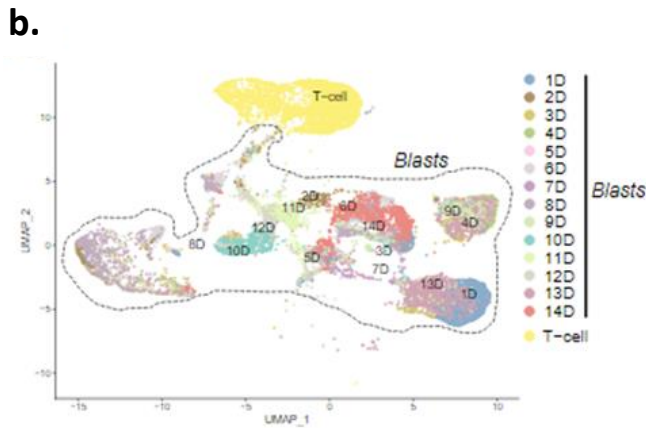 b.
T-cell
Blasts
2D
11D
6D
9D
4D
12D
14D
8D
10D
3D
5D
7D
13D
1D
UMAP_2
10
5
0
−5
−10
−15
−10
−5
0
5
10
UMAP_1
1D
2D
3D
4D
5D
6D
7D
8D
9D
10D
11D
12D
13D
14D
T−cell
Blasts